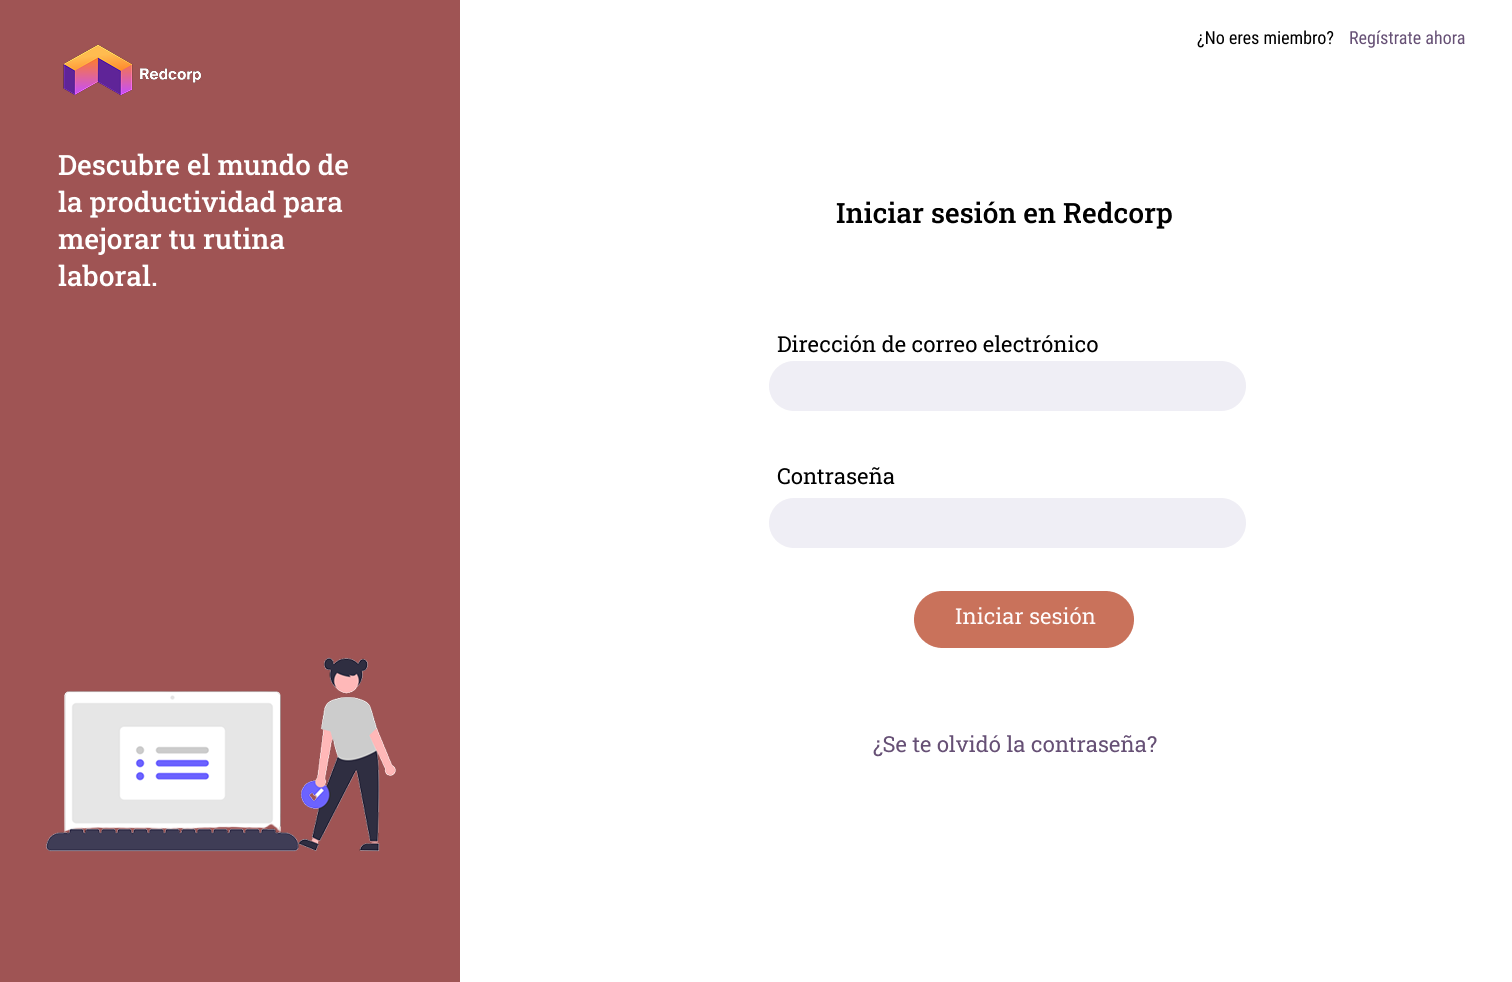 Redcorp
Descubre el mundo de
la productividad para
mejorar tu rutina
laboral.
¿No eres miembro? Regístrate ahora
Iniciar sesión en Redcorp
Dirección de correo electrónico
Contraseña
Iniciar sesión
¿Se te olvidó la contraseña?